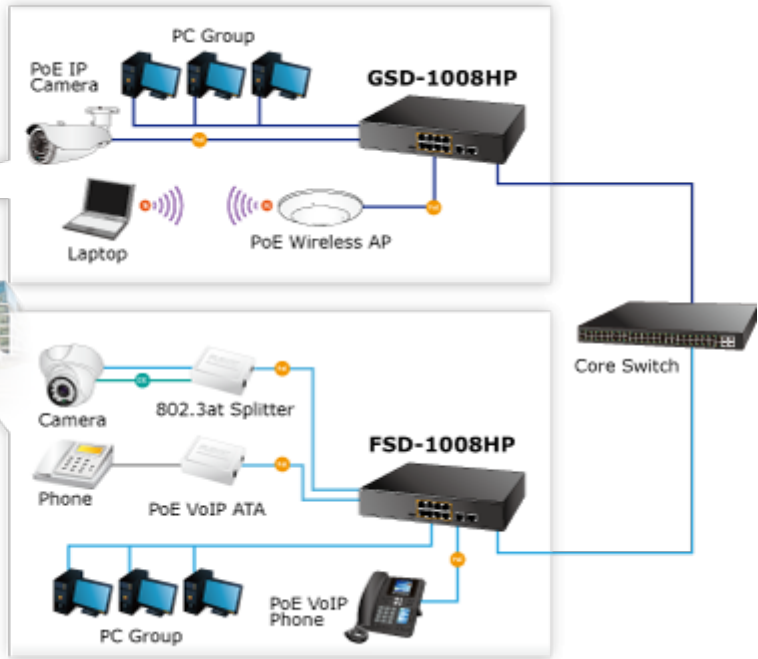 PC Group
PoE IP
Camera
GSD-1008HP
Laptop
PoE Wireless AP
Core Switch
Camera
802.3at Splitter
FSD-1008HP
Phone
PoE VoIP ATA
PC Group
PoE VoIP
Phone